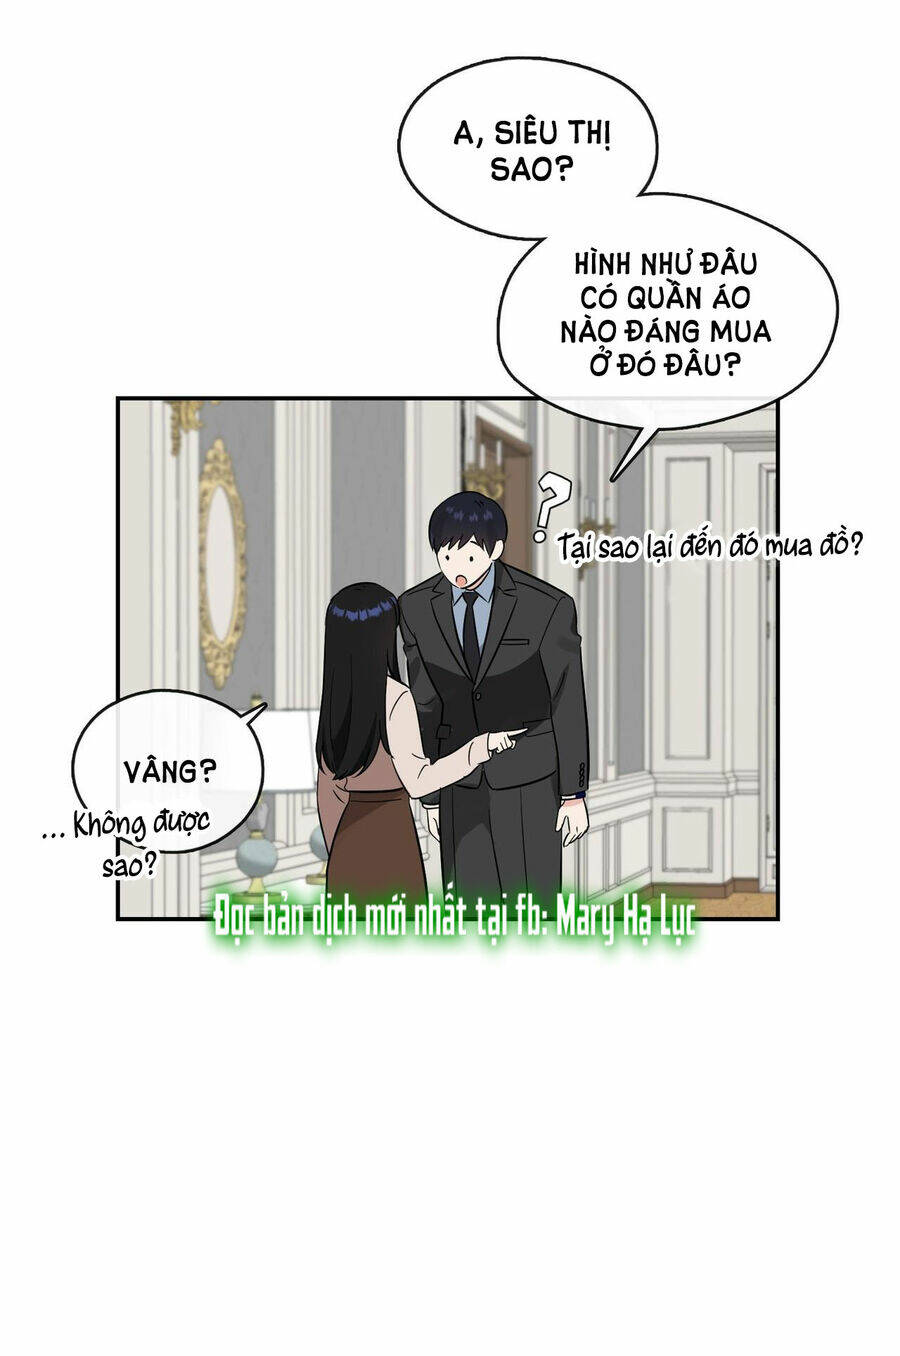 A, SIÊU THỊ
SAO?
HÌNH NHƯ ĐÂU
CÓ QUẦN ÁO
NÀO ĐÁNG MUA
Ở ĐÓ ĐÂU?
?
Tại sao lại đến đó mua đồ?
VÂNG?
... Không được
sao?
Đọc bản dịch mới nhất tại fb: Mary Hạ Lục